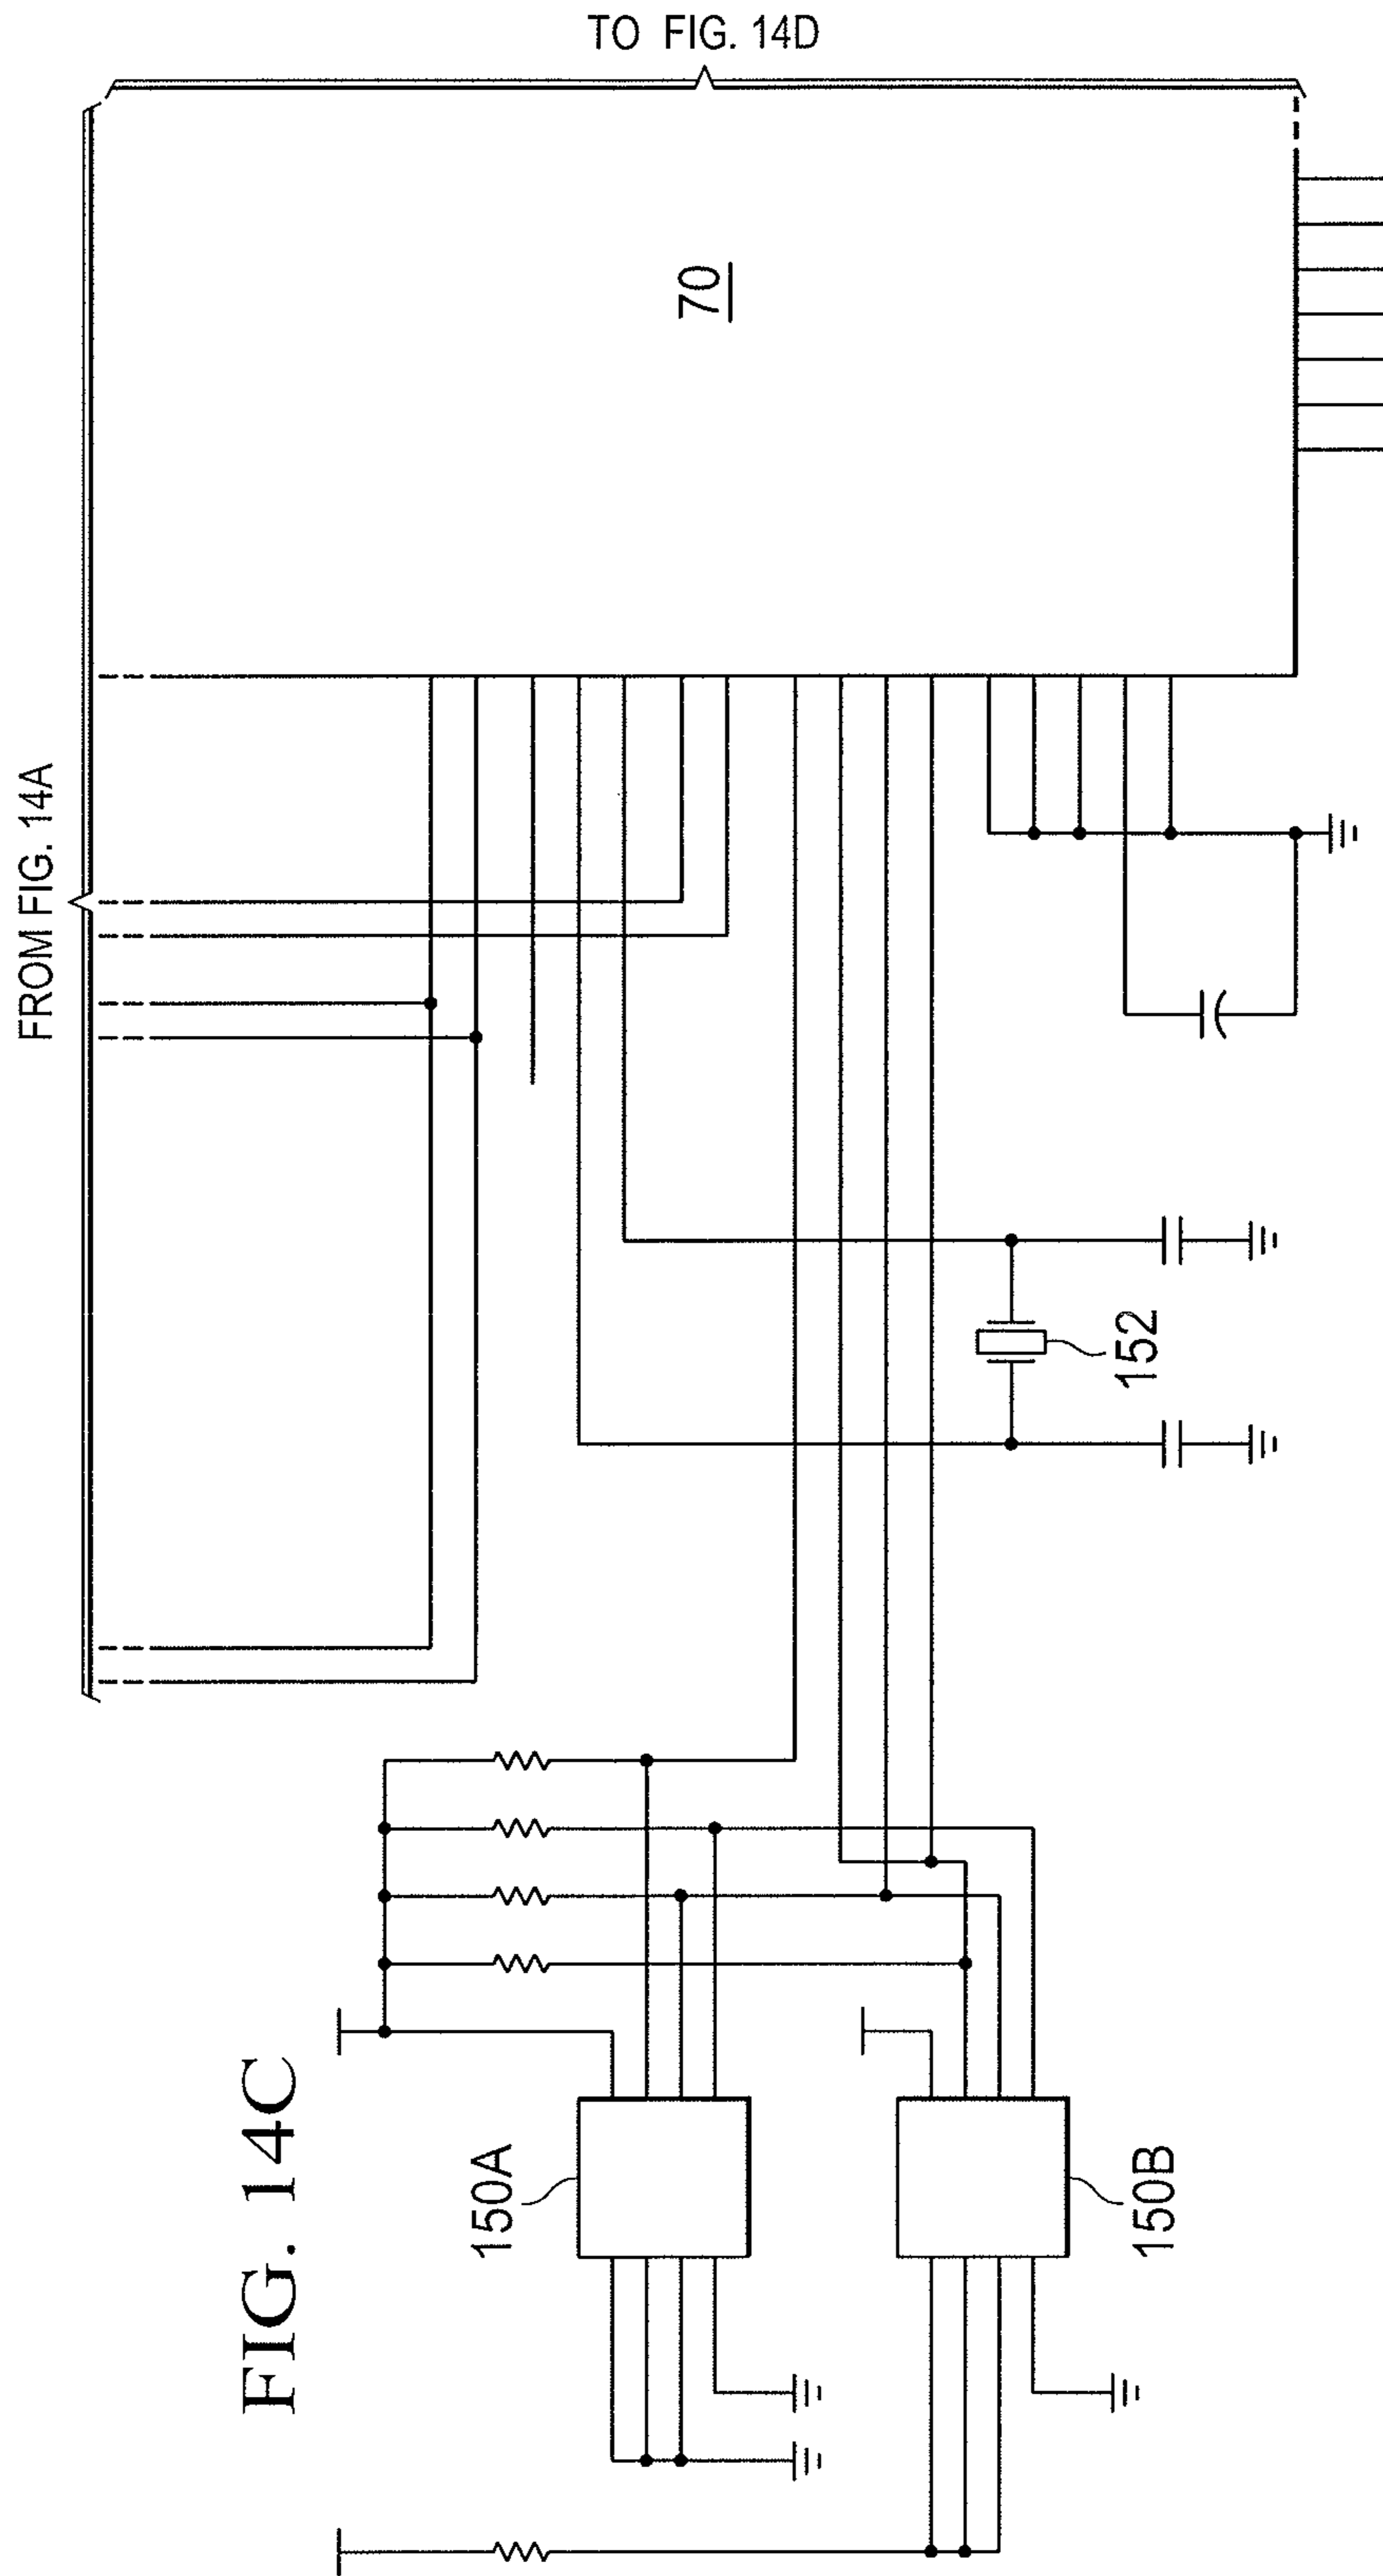 TO FIG. 14D
FROM FIG. 14A
70
152
FIG. 14C
150A
150B